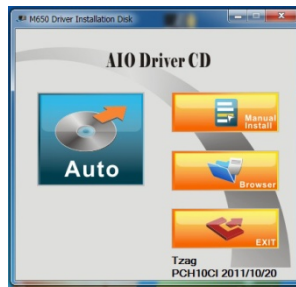 M650 Driver Installation Disk
AIO Driver CD
Auto
Manual
Install
Browser
EXIT
Tzag
PCH10CI 2011/10/20